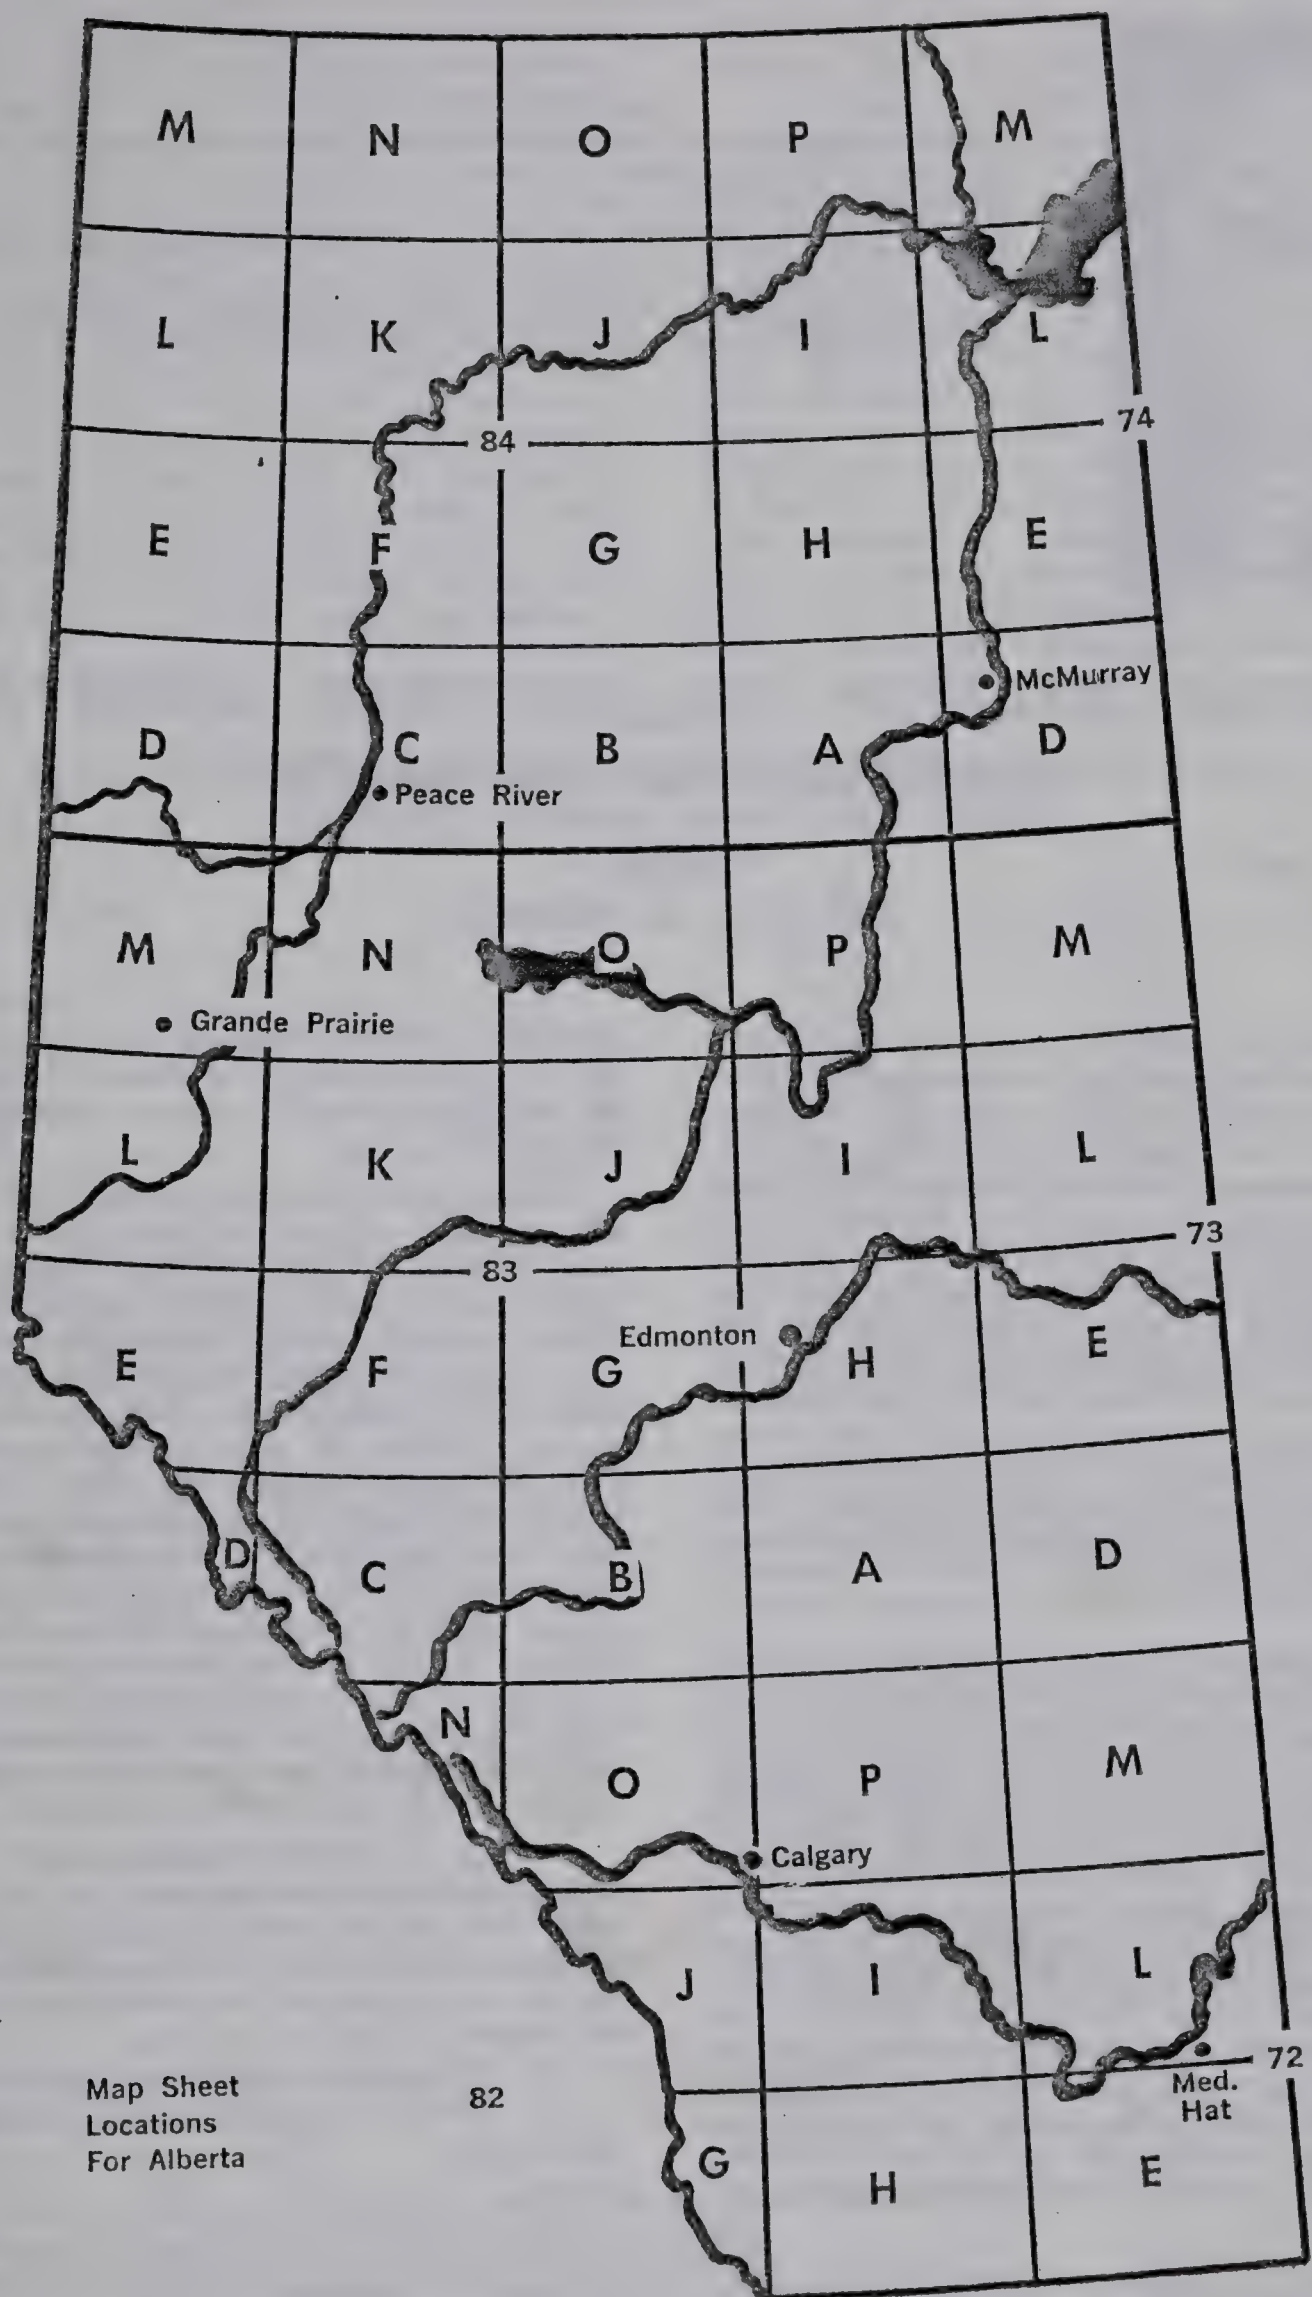 M N O P M
L K J I L
84 74
E F G H E
McMurray
D C B A D
Peace River
M N O P M
Grande Prairie
L K J I L
73
83
Edmonton
E F G H E
D C B A D
N O P M
Calgary
J I L
72
Map Sheet
Locations
For Alberta
82
Med.
Hat
G H E